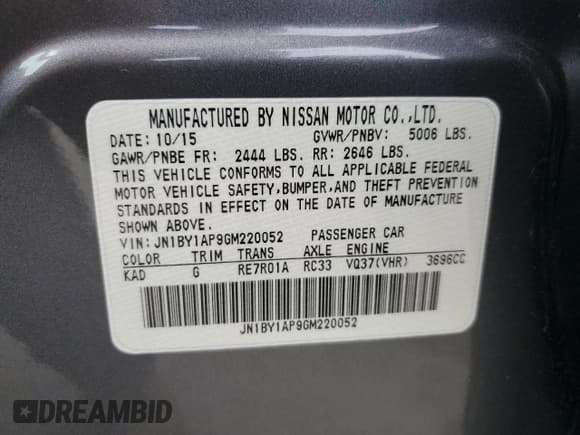 MANUFACTURED BY NISSAN MOTOR CO.,LTD.
DATE: 10/15 GVWR/PNBV: 5006 LBS.
GAWR/PNBE FR: 2444 LBS. RR: 2646 LBS.
THIS VEHICLE CONFORMS TO ALL APPLICABLE FEDERAL
MOTOR VEHICLE SAFETY,BUMPER,AND THEFT PREVENTION
STANDARDS IN EFFECT ON THE DATE OF MANUFACTURE
SHOWN ABOVE.
VIN: JN1BY1AP9GM220052 PASSENGER CAR
COLOR TRIM TRANS AXLE ENGINE
KAD G RE7R01A RC33 VQ37(VHR) 3696CC
JN1BY1AP9GM220052
DREAMBID